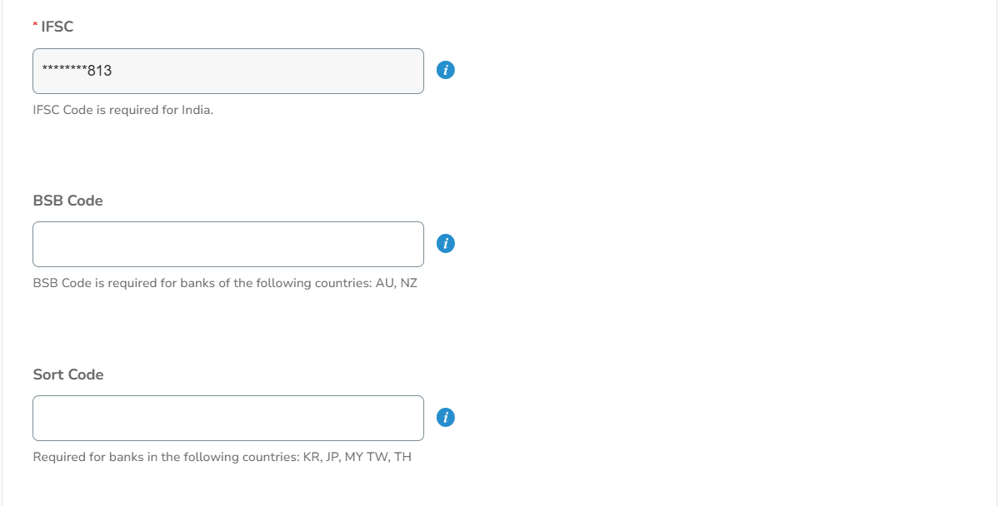 * IFSC
********813
i
IFSC Code is required for India.
BSB Code
i
BSB Code is required for banks of the following countries: AU, NZ
Sort Code
i
Required for banks in the following countries: KR, JP, MY TW, TH